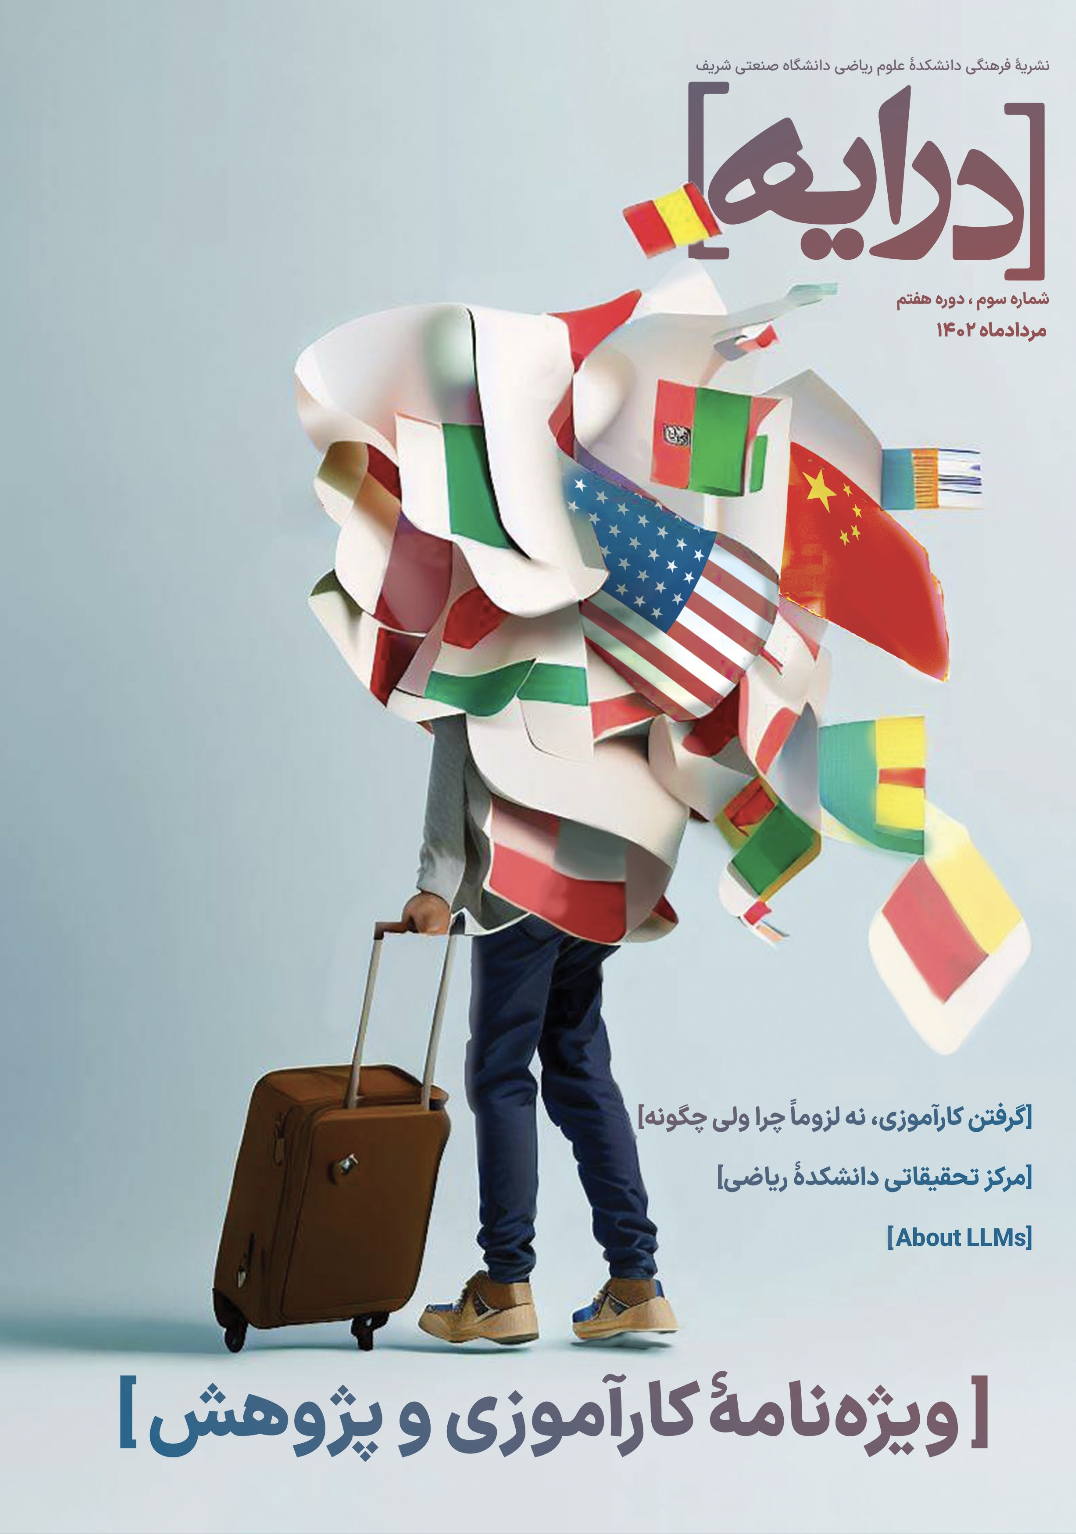 نشریهٔ فرهنگی دانشکدهٔ علوم ریاضی دانشگاه صنعتی شریف
[درایه]
شماره سوم ، دوره هفتم
مردادماه ۱۴۰۲
[گرفتن کارآموزی، نه لزوماً چرا ولی چگونه]
[مرکز تحقیقاتی دانشکدهٔ ریاضی]
[About LLMs]
[ویژه‌نامهٔ کارآموزی و پژوهش]